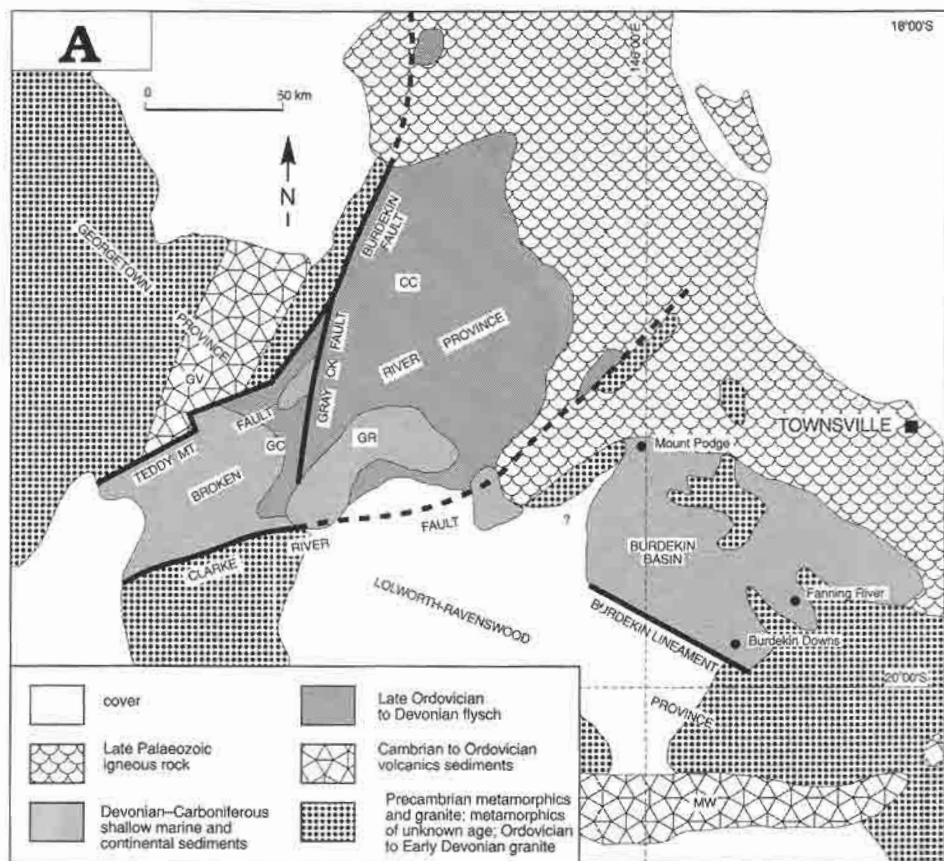 A
18°00'S
146°00'E
0 50 km
N
GEORGETOWN
PROVINCE
GV
BURDEKIN
FAULT
CC
RIVER PROVINCE
GRAY CK FAULT
TEDDY MT. FAULT
GC
GR
BROKEN
CLARKE RIVER FAULT
?
TOWNSVILLE
Mount Podge
BURDEKIN
BASIN
Fanning River
Burdekin Downs
BURDEKIN LINEAMENT
LOLWORTH-RAVENSWOOD
PROVINCE
20°00'S
MW
cover
Late Palaeozoic
igneous rock
Devonian–Carboniferous
shallow marine and
continental sediments
Late Ordovician
to Devonian flysch
Cambrian to Ordovician
volcanics sediments
Precambrian metamorphics
and granite; metamorphics
of unknown age; Ordovician
to Early Devonian granite